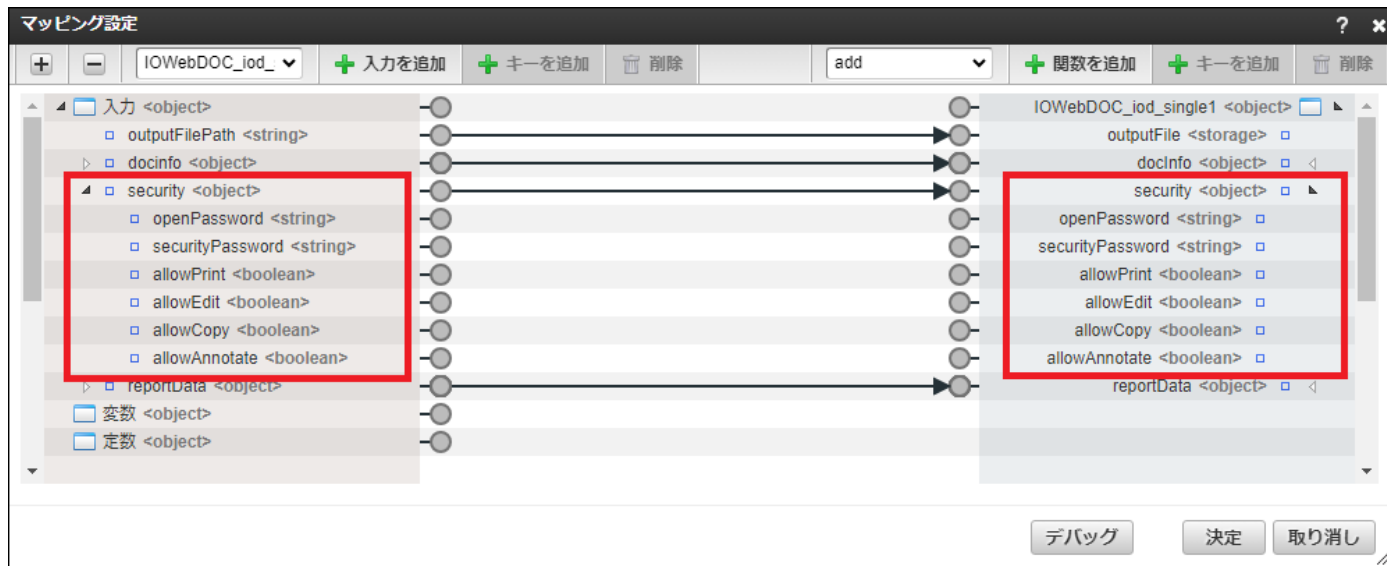 マッピング設定 ?
IOWebDOC_iod_ 入力を追加 キーを追加 削除 add 関数を追加 キーを追加 削除
入力 <object> IOWebDOC_iod_single1 <object>
outputFilePath <string> outputFile <storage>
docinfo <object> docInfo <object>
security <object> security <object>
openPassword <string> openPassword <string>
securityPassword <string> securityPassword <string>
allowPrint <boolean> allowPrint <boolean>
allowEdit <boolean> allowEdit <boolean>
allowCopy <boolean> allowCopy <boolean>
allowAnnotate <boolean> allowAnnotate <boolean>
reportData <object> reportData <object>
変数 <object>
定数 <object>
デバッグ 決定 取り消し